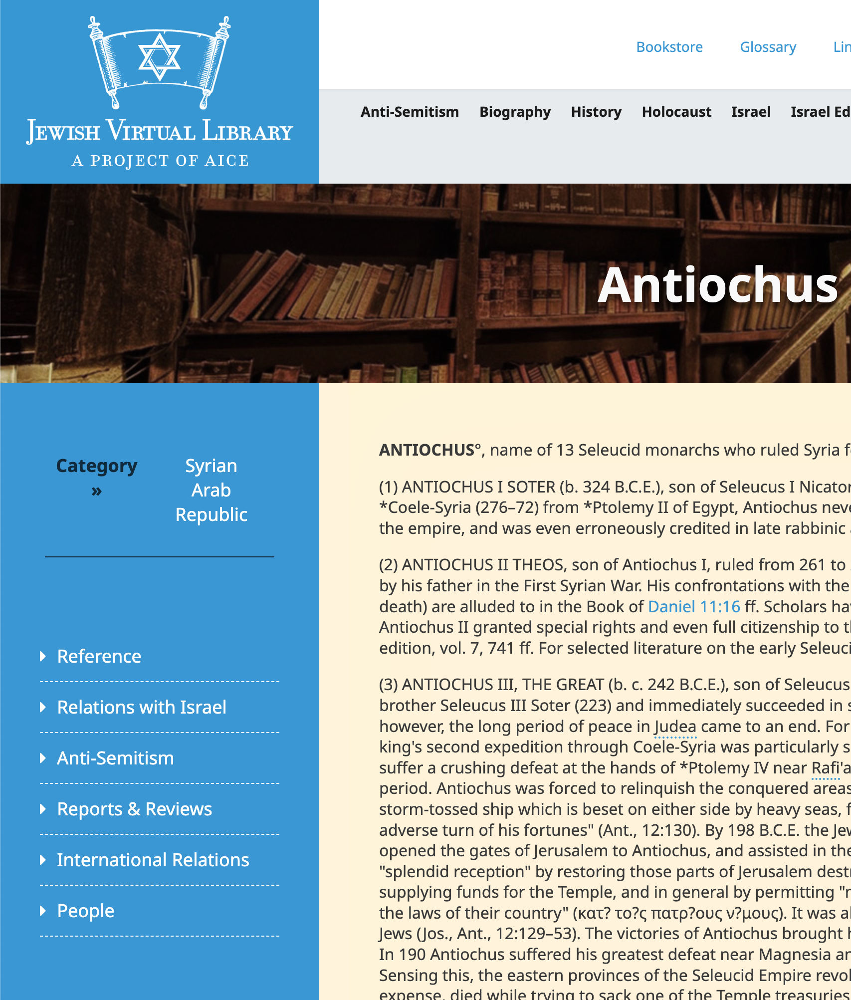 JEWISH VIRTUAL LIBRARY
A PROJECT OF AICE
Bookstore Glossary
Anti-Semitism Biography History Holocaust Israel Israel
Antiochus
Category
»
Syrian
Arab
Republic
Reference
Relations with Israel
Anti-Semitism
Reports & Reviews
International Relations
People
ANTIOCHUS°, name of 13 Seleucid monarchs who ruled Syria
(1) ANTIOCHUS I SOTER (b. 324 B.C.E.), son of Seleucus I Nicator
*Coele-Syria (276–72) from *Ptolemy II of Egypt, Antiochus
the empire, and was even erroneously credited in late rabbinic
(2) ANTIOCHUS II THEOS, son of Antiochus I, ruled from 261 to
by his father in the First Syrian War. His confrontations with the
death) are alluded to in the Book of Daniel 11:16 ff. Scholars
Antiochus II granted special rights and even full citizenship to
edition, vol. 7, 741 ff. For selected literature on the early
(3) ANTIOCHUS III, THE GREAT (b. c. 242 B.C.E.), son of Seleucus
brother Seleucus III Soter (223) and immediately succeeded in
however, the long period of peace in Judea came to an end. For
king's second expedition through Coele-Syria was particularly
suffer a crushing defeat at the hands of *Ptolemy IV near Rafi'a
period. Antiochus was forced to relinquish the conquered areas
storm-tossed ship which is beset on either side by heavy seas,
adverse turn of his fortunes" (Ant., 12:130). By 198 B.C.E. the
opened the gates of Jerusalem to Antiochus, and assisted in the
"splendid reception" by restoring those parts of Jerusalem
supplying funds for the Temple, and in general by permitting
the laws of their country" (κατ? το?ς πατρ?ους ν?μους). It was
Jews (Jos., Ant., 12:129–53). The victories of Antiochus brought
In 190 Antiochus suffered his greatest defeat near Magnesia
Sensing this, the eastern provinces of the Seleucid Empire
expense, died while trying to sack one of the Temple treasuries